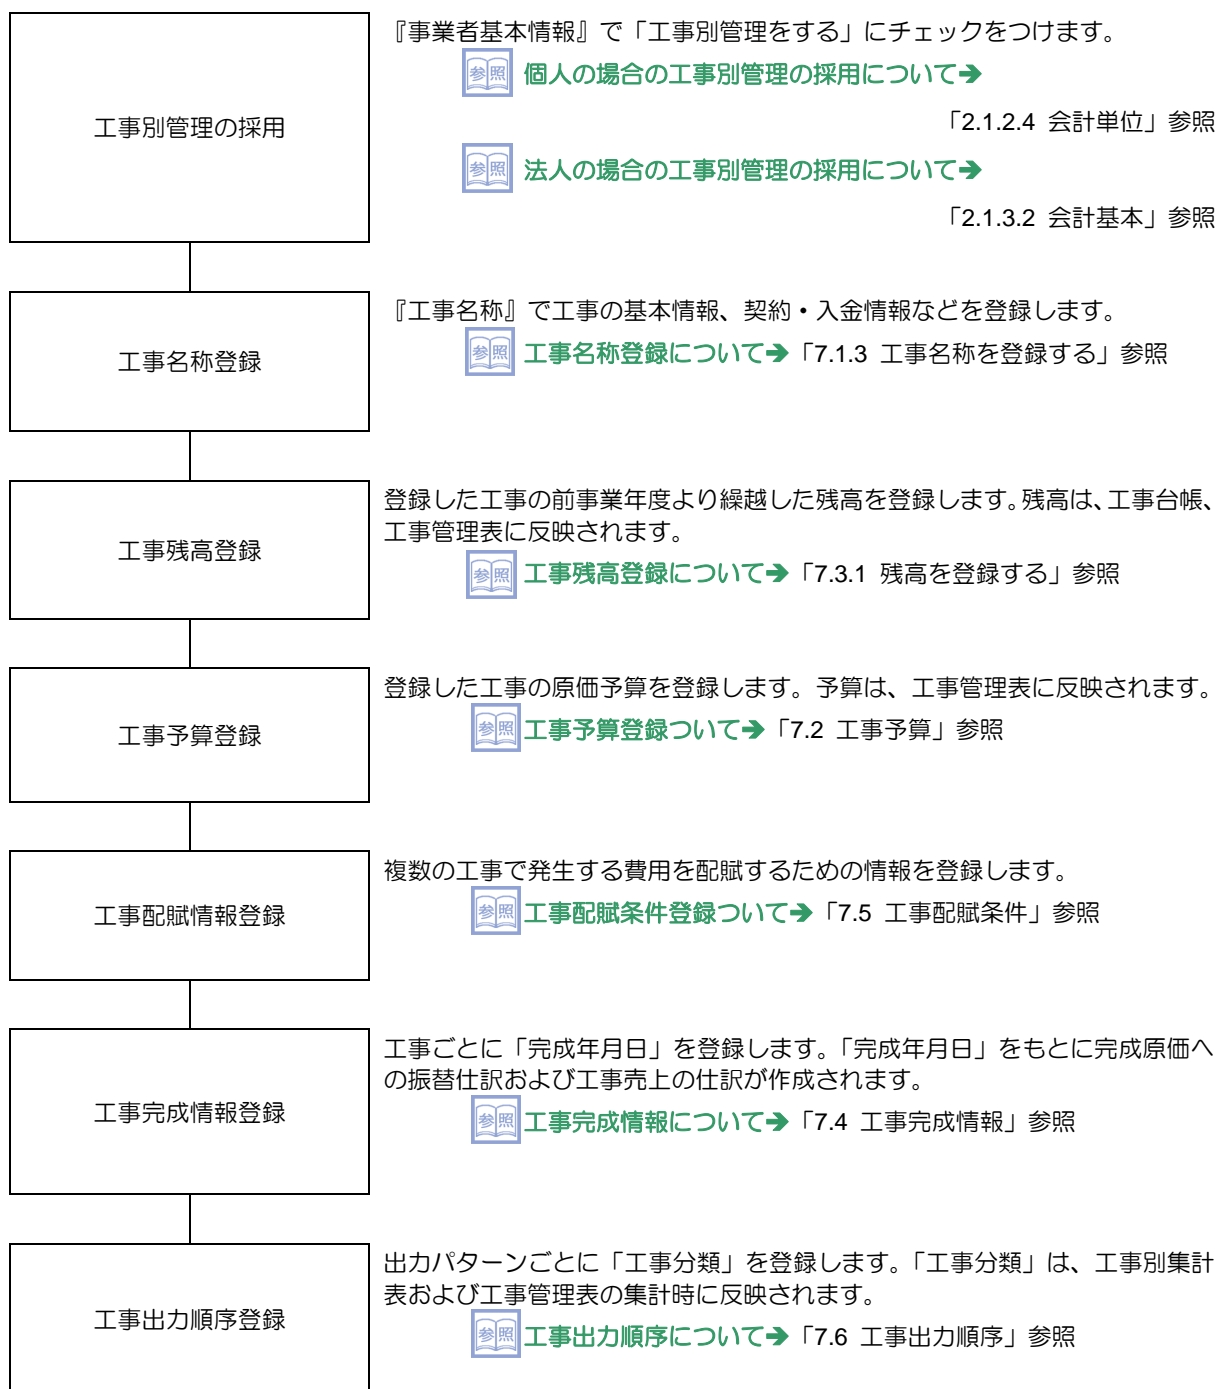 工事別管理の採用
『事業者基本情報』で「工事別管理をする」にチェックをつけます。
参照 個人の場合の工事別管理の採用について➔
「2.1.2.4 会計単位」参照
参照 法人の場合の工事別管理の採用について➔
「2.1.3.2 会計基本」参照
工事名称登録
『工事名称』で工事の基本情報、契約・入金情報などを登録します。
参照 工事名称登録について➔「7.1.3 工事名称を登録する」参照
工事残高登録
登録した工事の前事業年度より繰越した残高を登録します。残高は、工事台帳、
工事管理表に反映されます。
参照 工事残高登録について➔「7.3.1 残高を登録する」参照
工事予算登録
登録した工事の原価予算を登録します。予算は、工事管理表に反映されます。
参照 工事予算登録ついて➔「7.2 工事予算」参照
工事配賦情報登録
複数の工事で発生する費用を配賦するための情報を登録します。
参照 工事配賦条件登録ついて➔「7.5 工事配賦条件」参照
工事完成情報登録
工事ごとに「完成年月日」を登録します。「完成年月日」をもとに完成原価へ
の振替仕訳および工事売上の仕訳が作成されます。
参照 工事完成情報について➔「7.4 工事完成情報」参照
工事出力順序登録
出力パターンごとに「工事分類」を登録します。「工事分類」は、工事別集計
表および工事管理表の集計時に反映されます。
参照 工事出力順序について➔「7.6 工事出力順序」参照